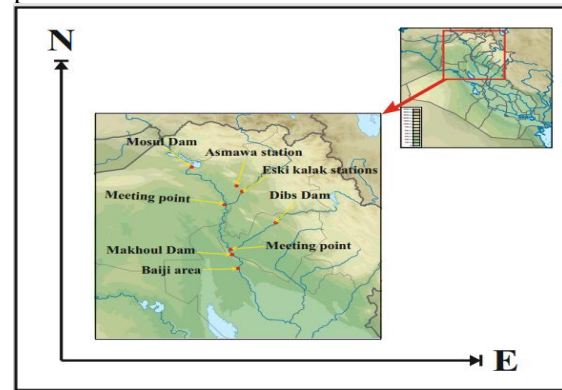 N
Mosul Dam
Asmawa station
Eski kalak stations
Meeting point
Dibs Dam
Makhoul Dam
Meeting point
Baiji area
E